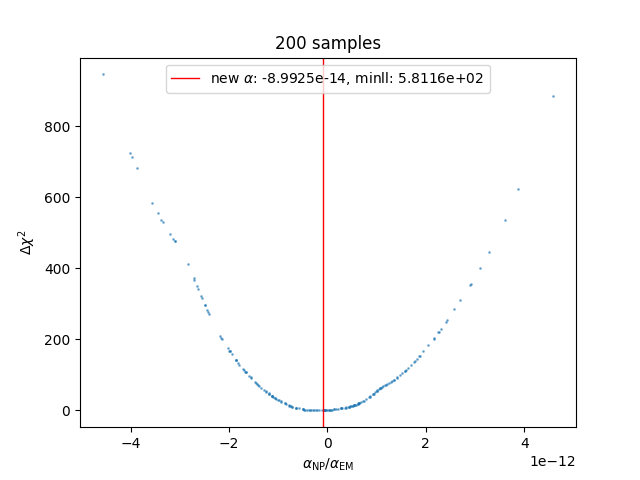 200 samples
new α: -8.9925e-14, minll: 5.8116e+02
Δχ²
800
600
400
200
0
−4
−2
0
2
4
1e−12
α_NP/α_EM